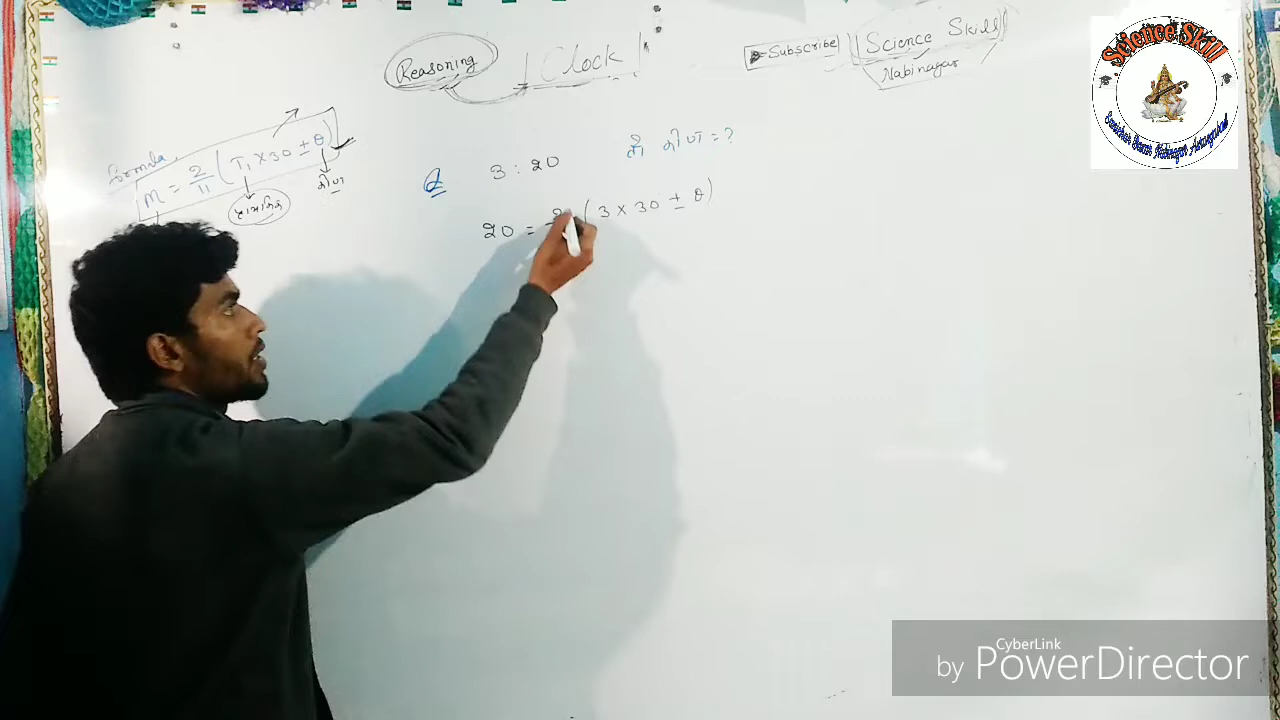 Reasoning Clock
Subscribe Science Skill
Nabinagar
Science Skill
formula
M = 2/11 ( T₁ × 30 ± θ )
कोण
Q 3 : 20 तो कोण = ?
20 = 2 ( 3 × 30 ± θ )
CyberLink
by PowerDirector